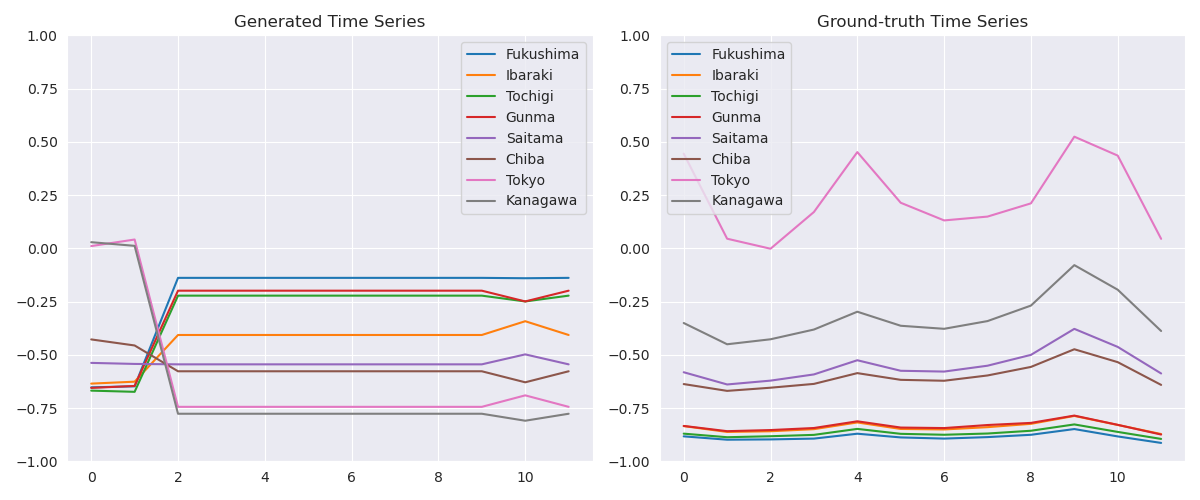 Generated Time Series
1.00
0.75
0.50
0.25
0.00
−0.25
−0.50
−0.75
−1.00
0
2
4
6
8
10
Fukushima
Ibaraki
Tochigi
Gunma
Saitama
Chiba
Tokyo
Kanagawa
Ground-truth Time Series
1.00
0.75
0.50
0.25
0.00
−0.25
−0.50
−0.75
−1.00
0
2
4
6
8
10
Fukushima
Ibaraki
Tochigi
Gunma
Saitama
Chiba
Tokyo
Kanagawa